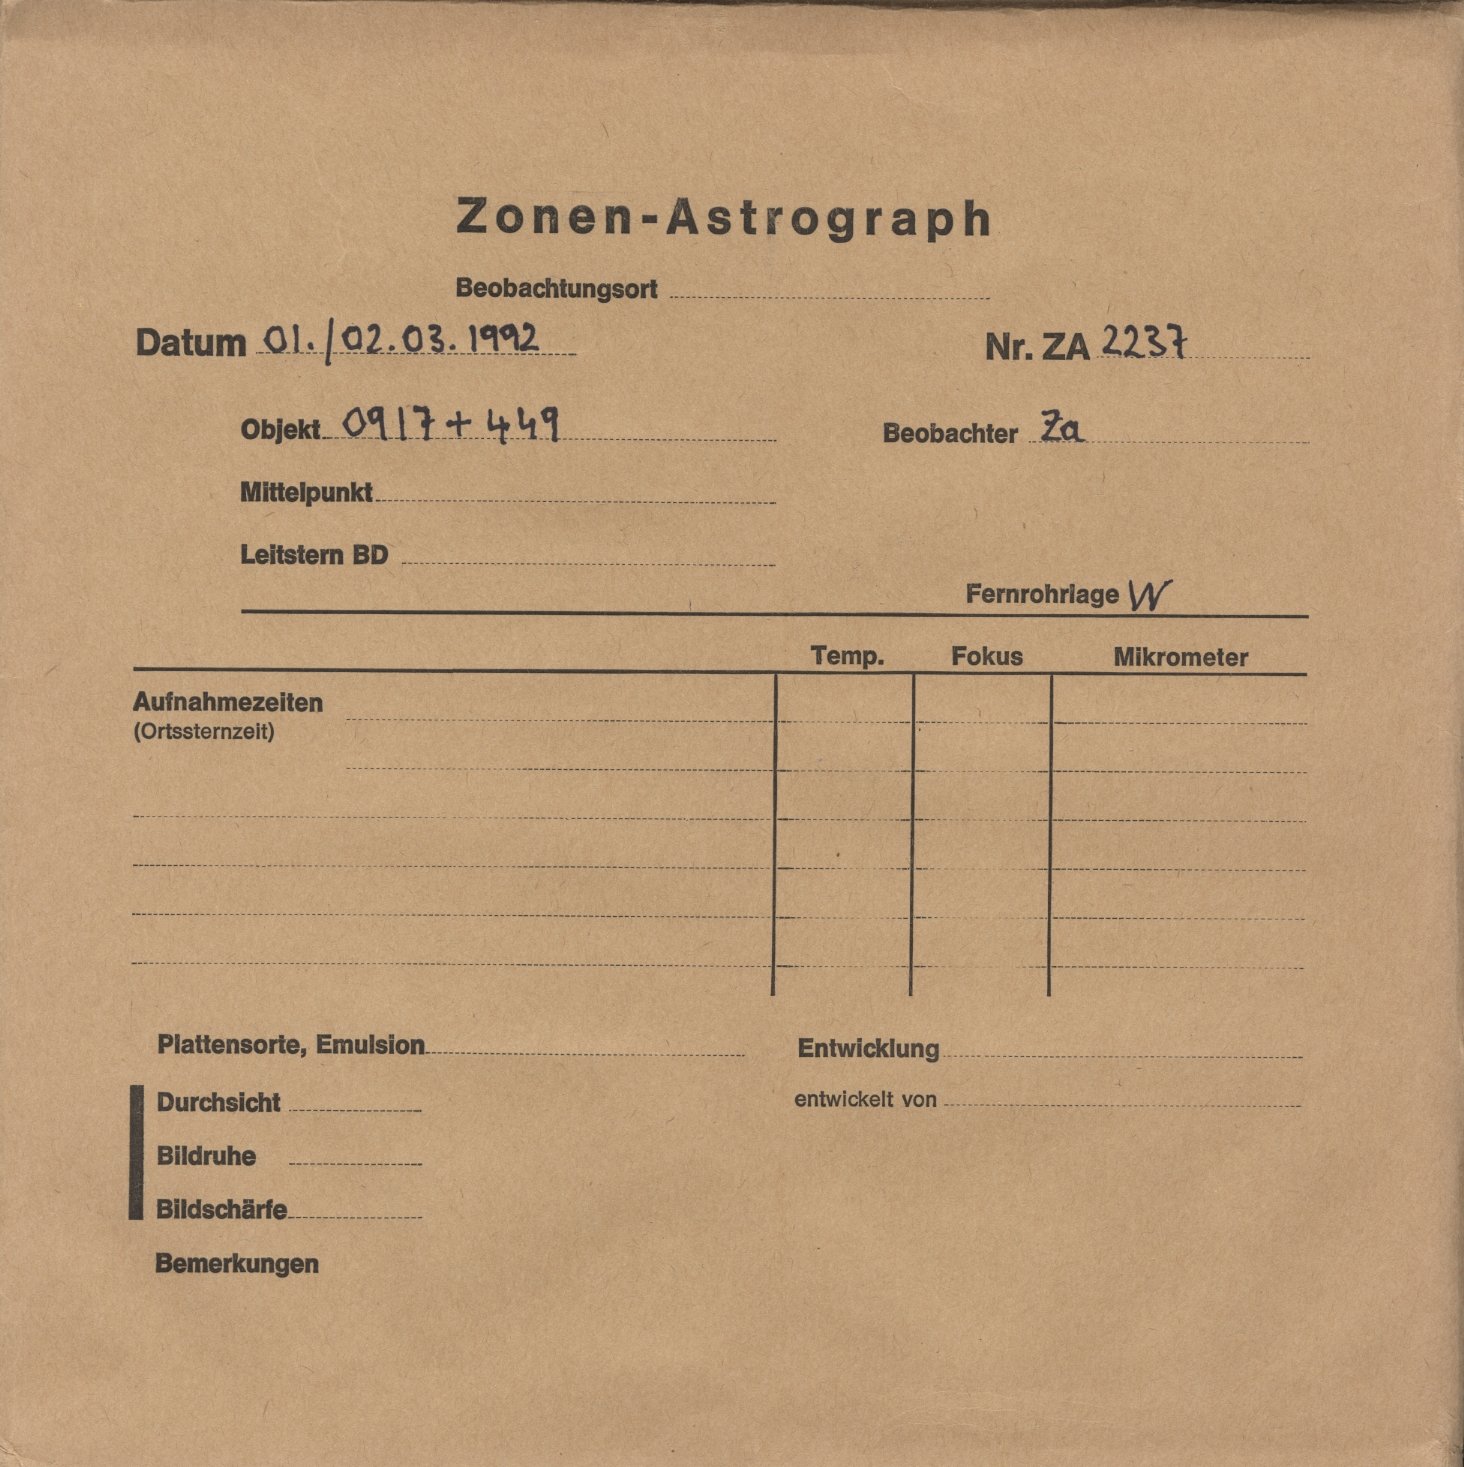 Zonen-Astrograph
Beobachtungsort
Datum 01./02.03.1992 Nr. ZA 2237
Objekt 0917+449 Beobachter Za
Mittelpunkt
Leitstern BD
Fernrohrlage W
Temp. Fokus Mikrometer
Aufnahmezeiten
(Ortssternzeit)
Plattensorte, Emulsion Entwicklung
Durchsicht entwickelt von
Bildruhe
Bildschärfe
Bemerkungen